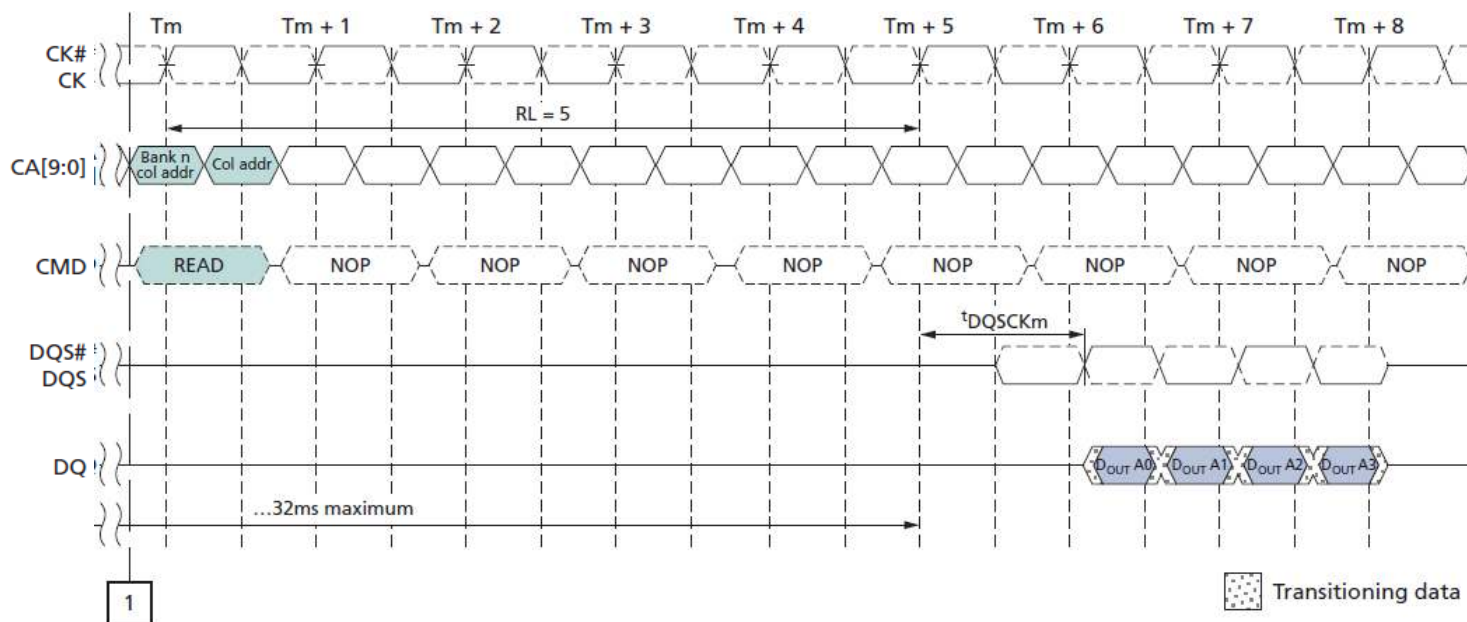 Tm Tm + 1 Tm + 2 Tm + 3 Tm + 4 Tm + 5 Tm + 6 Tm + 7 Tm + 8
CK#
CK
RL = 5
CA[9:0] Bank n col addr Col addr
CMD READ NOP NOP NOP NOP NOP NOP NOP NOP
tDQSCKm
DQS#
DQS
DQ DOUT A0 DOUT A1 DOUT A2 DOUT A3
...32ms maximum
1
Transitioning data